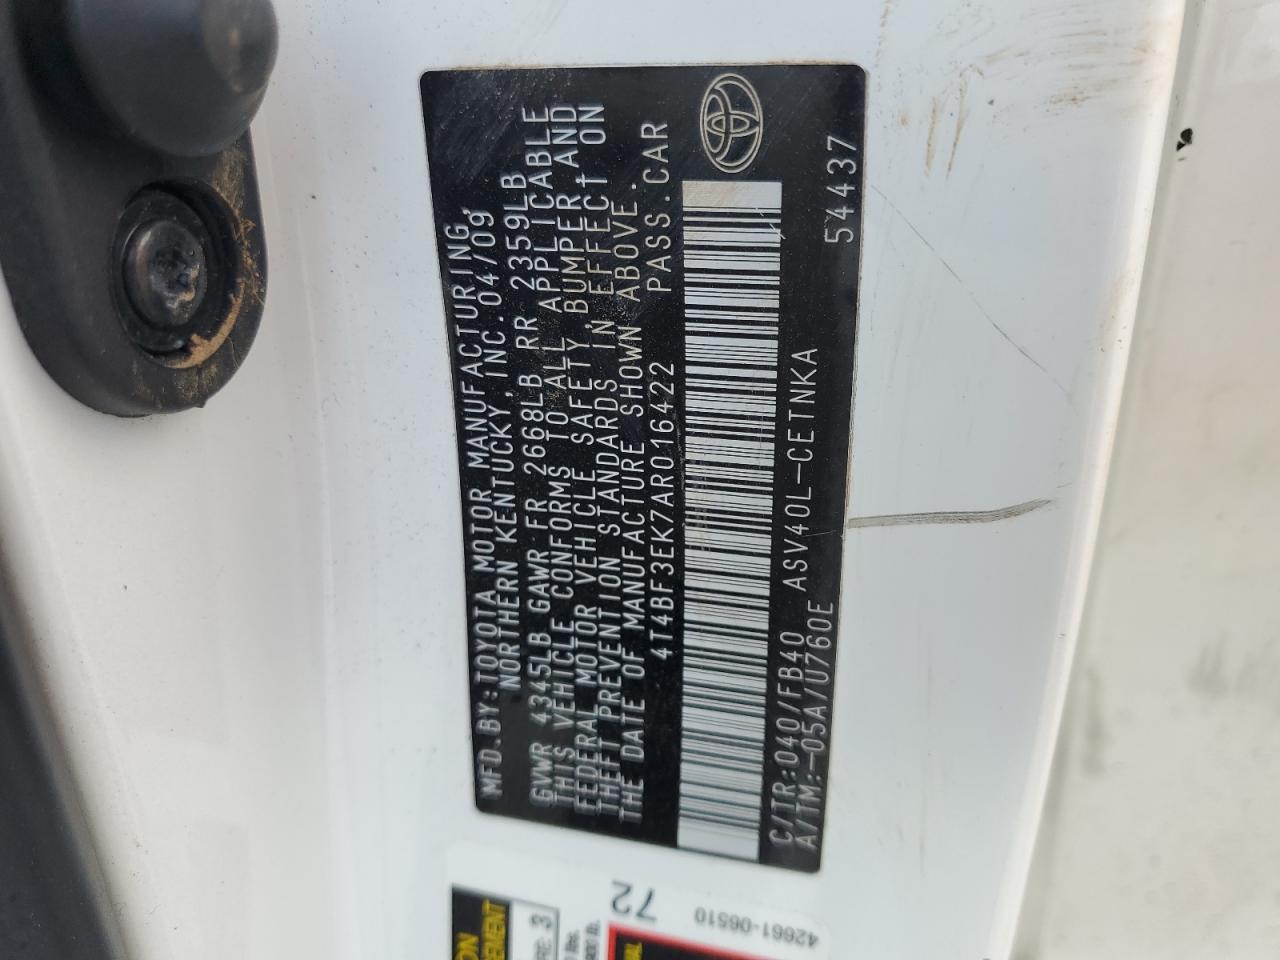 MFD.BY:TOYOTA MOTOR MANUFACTURING,
NORTHERN KENTUCKY, INC.04/09
GVWR 4345LB GAWR FR 2668LB RR 2359LB
THIS VEHICLE CONFORMS TO ALL APPLICABLE
FEDERAL MOTOR VEHICLE SAFETY, BUMPER, AND
THEFT PREVENTION STANDARDS IN EFFECT ON
THE DATE OF MANUFACTURE SHOWN ABOVE.
4T4BF3EK7AR016422 PASS.CAR
C/TR:040/FB40 ASV40L-CETNKA
A/TM:-05A/U760E 54437
72
42661-06510